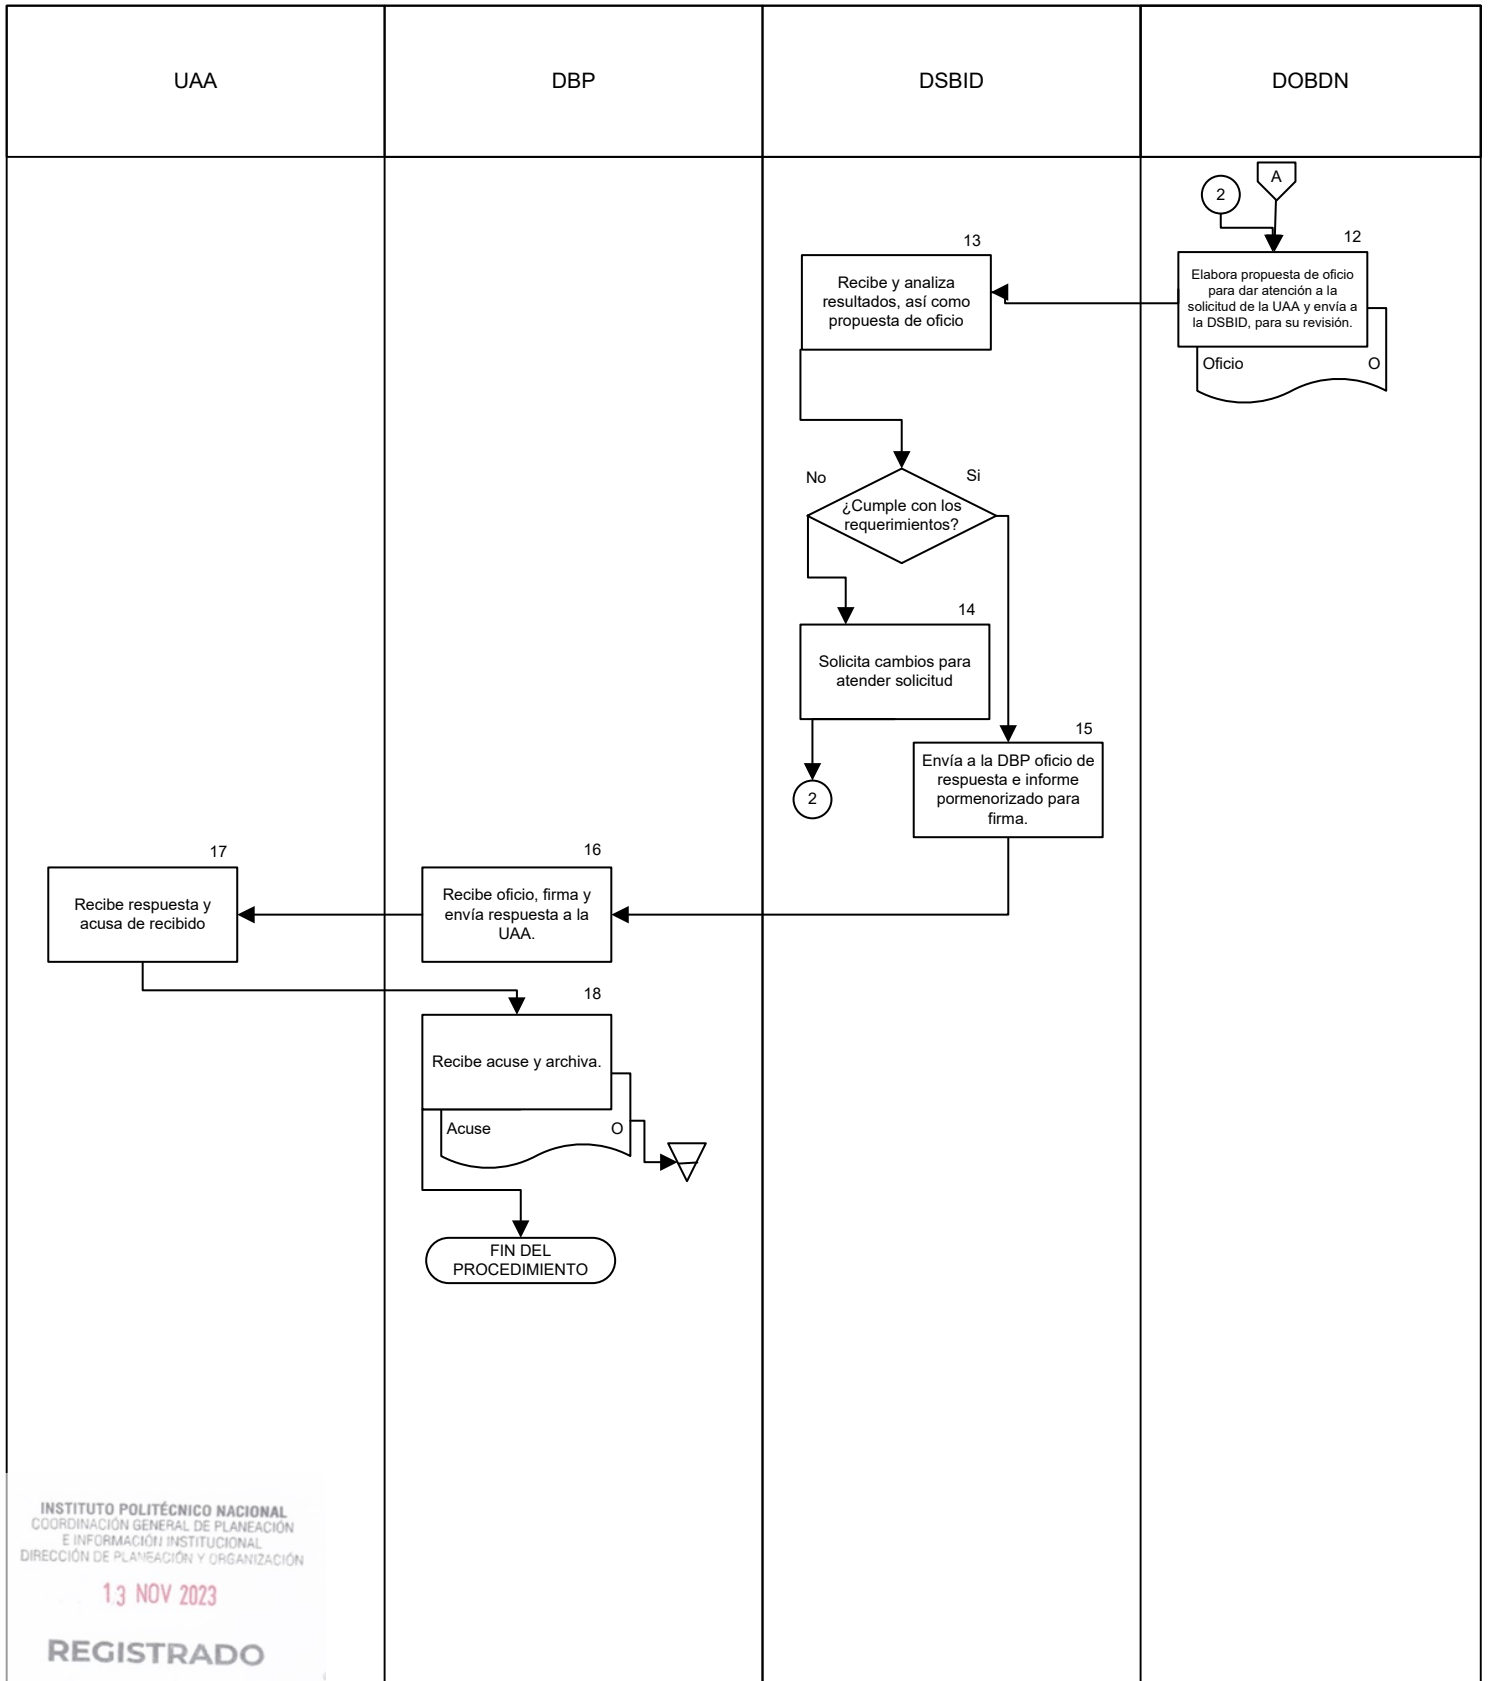 UAA
DBP
DSBID
DOBDN
A
2
12
Elabora propuesta de oficio
para dar atención a la
solicitud de la UAA y envía a
la DSBID, para su revisión.
Oficio
O
13
Recibe y analiza
resultados, así como
propuesta de oficio
No
Si
¿Cumple con los
requerimientos?
14
Solicita cambios para
atender solicitud
2
15
Envía a la DBP oficio de
respuesta e informe
pormenorizado para
firma.
16
Recibe oficio, firma y
envía respuesta a la
UAA.
17
Recibe respuesta y
acusa de recibido
18
Recibe acuse y archiva.
Acuse
O
FIN DEL
PROCEDIMIENTO
INSTITUTO POLITÉCNICO NACIONAL
COORDINACIÓN GENERAL DE PLANEACIÓN
E INFORMACIÓN INSTITUCIONAL
DIRECCIÓN DE PLANEACIÓN Y ORGANIZACIÓN
13 NOV 2023
REGISTRADO